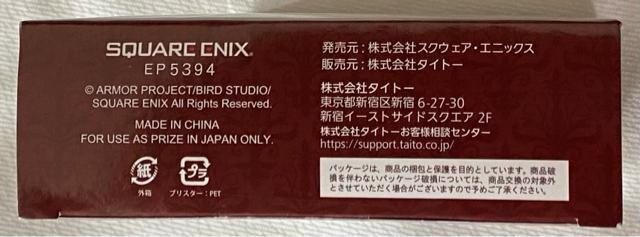 SQUARE ENIX.
EP5394
© ARMOR PROJECT/BIRD STUDIO/
SQUARE ENIX All Rights Reserved.
MADE IN CHINA
FOR USE AS PRIZE IN JAPAN ONLY.
紙
外箱
プラ
ブリスター：PET
発売元：株式会社スクウェア・エニックス
販売元：株式会社タイトー
株式会社タイトー
東京都新宿区新宿 6-27-30
新宿イーストサイドスクエア 2F
株式会社タイトーお客様相談センター
https://support.taito.co.jp/
パッケージは、商品の梱包と保護を目的としています。商品破
損を伴わないパッケージ破損については、商品交換の対象外
とさせていただく場合がございますので予めご了承ください。